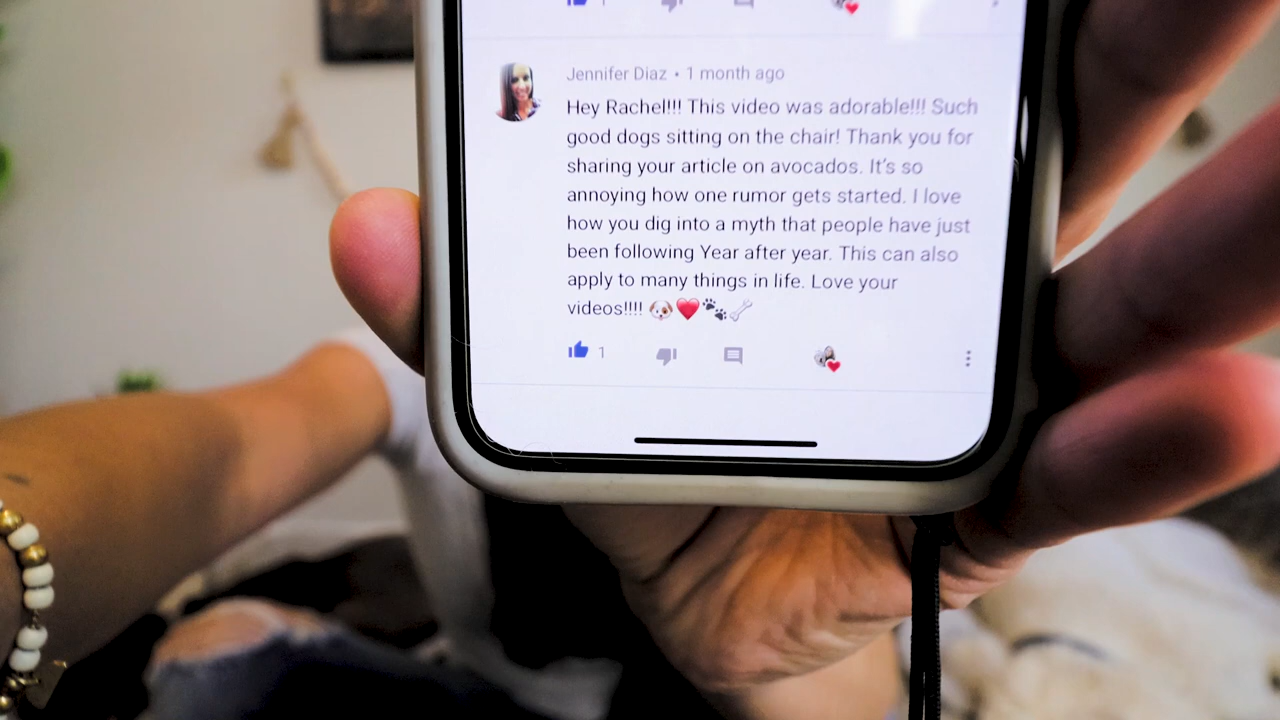 1
Jennifer Diaz • 1 month ago
Hey Rachel!!! This video was adorable!!! Such
good dogs sitting on the chair! Thank you for
sharing your article on avocados. It's so
annoying how one rumor gets started. I love
how you dig into a myth that people have just
been following Year after year. This can also
apply to many things in life. Love your
videos!!!! 🐶❤️🐾🦴
1